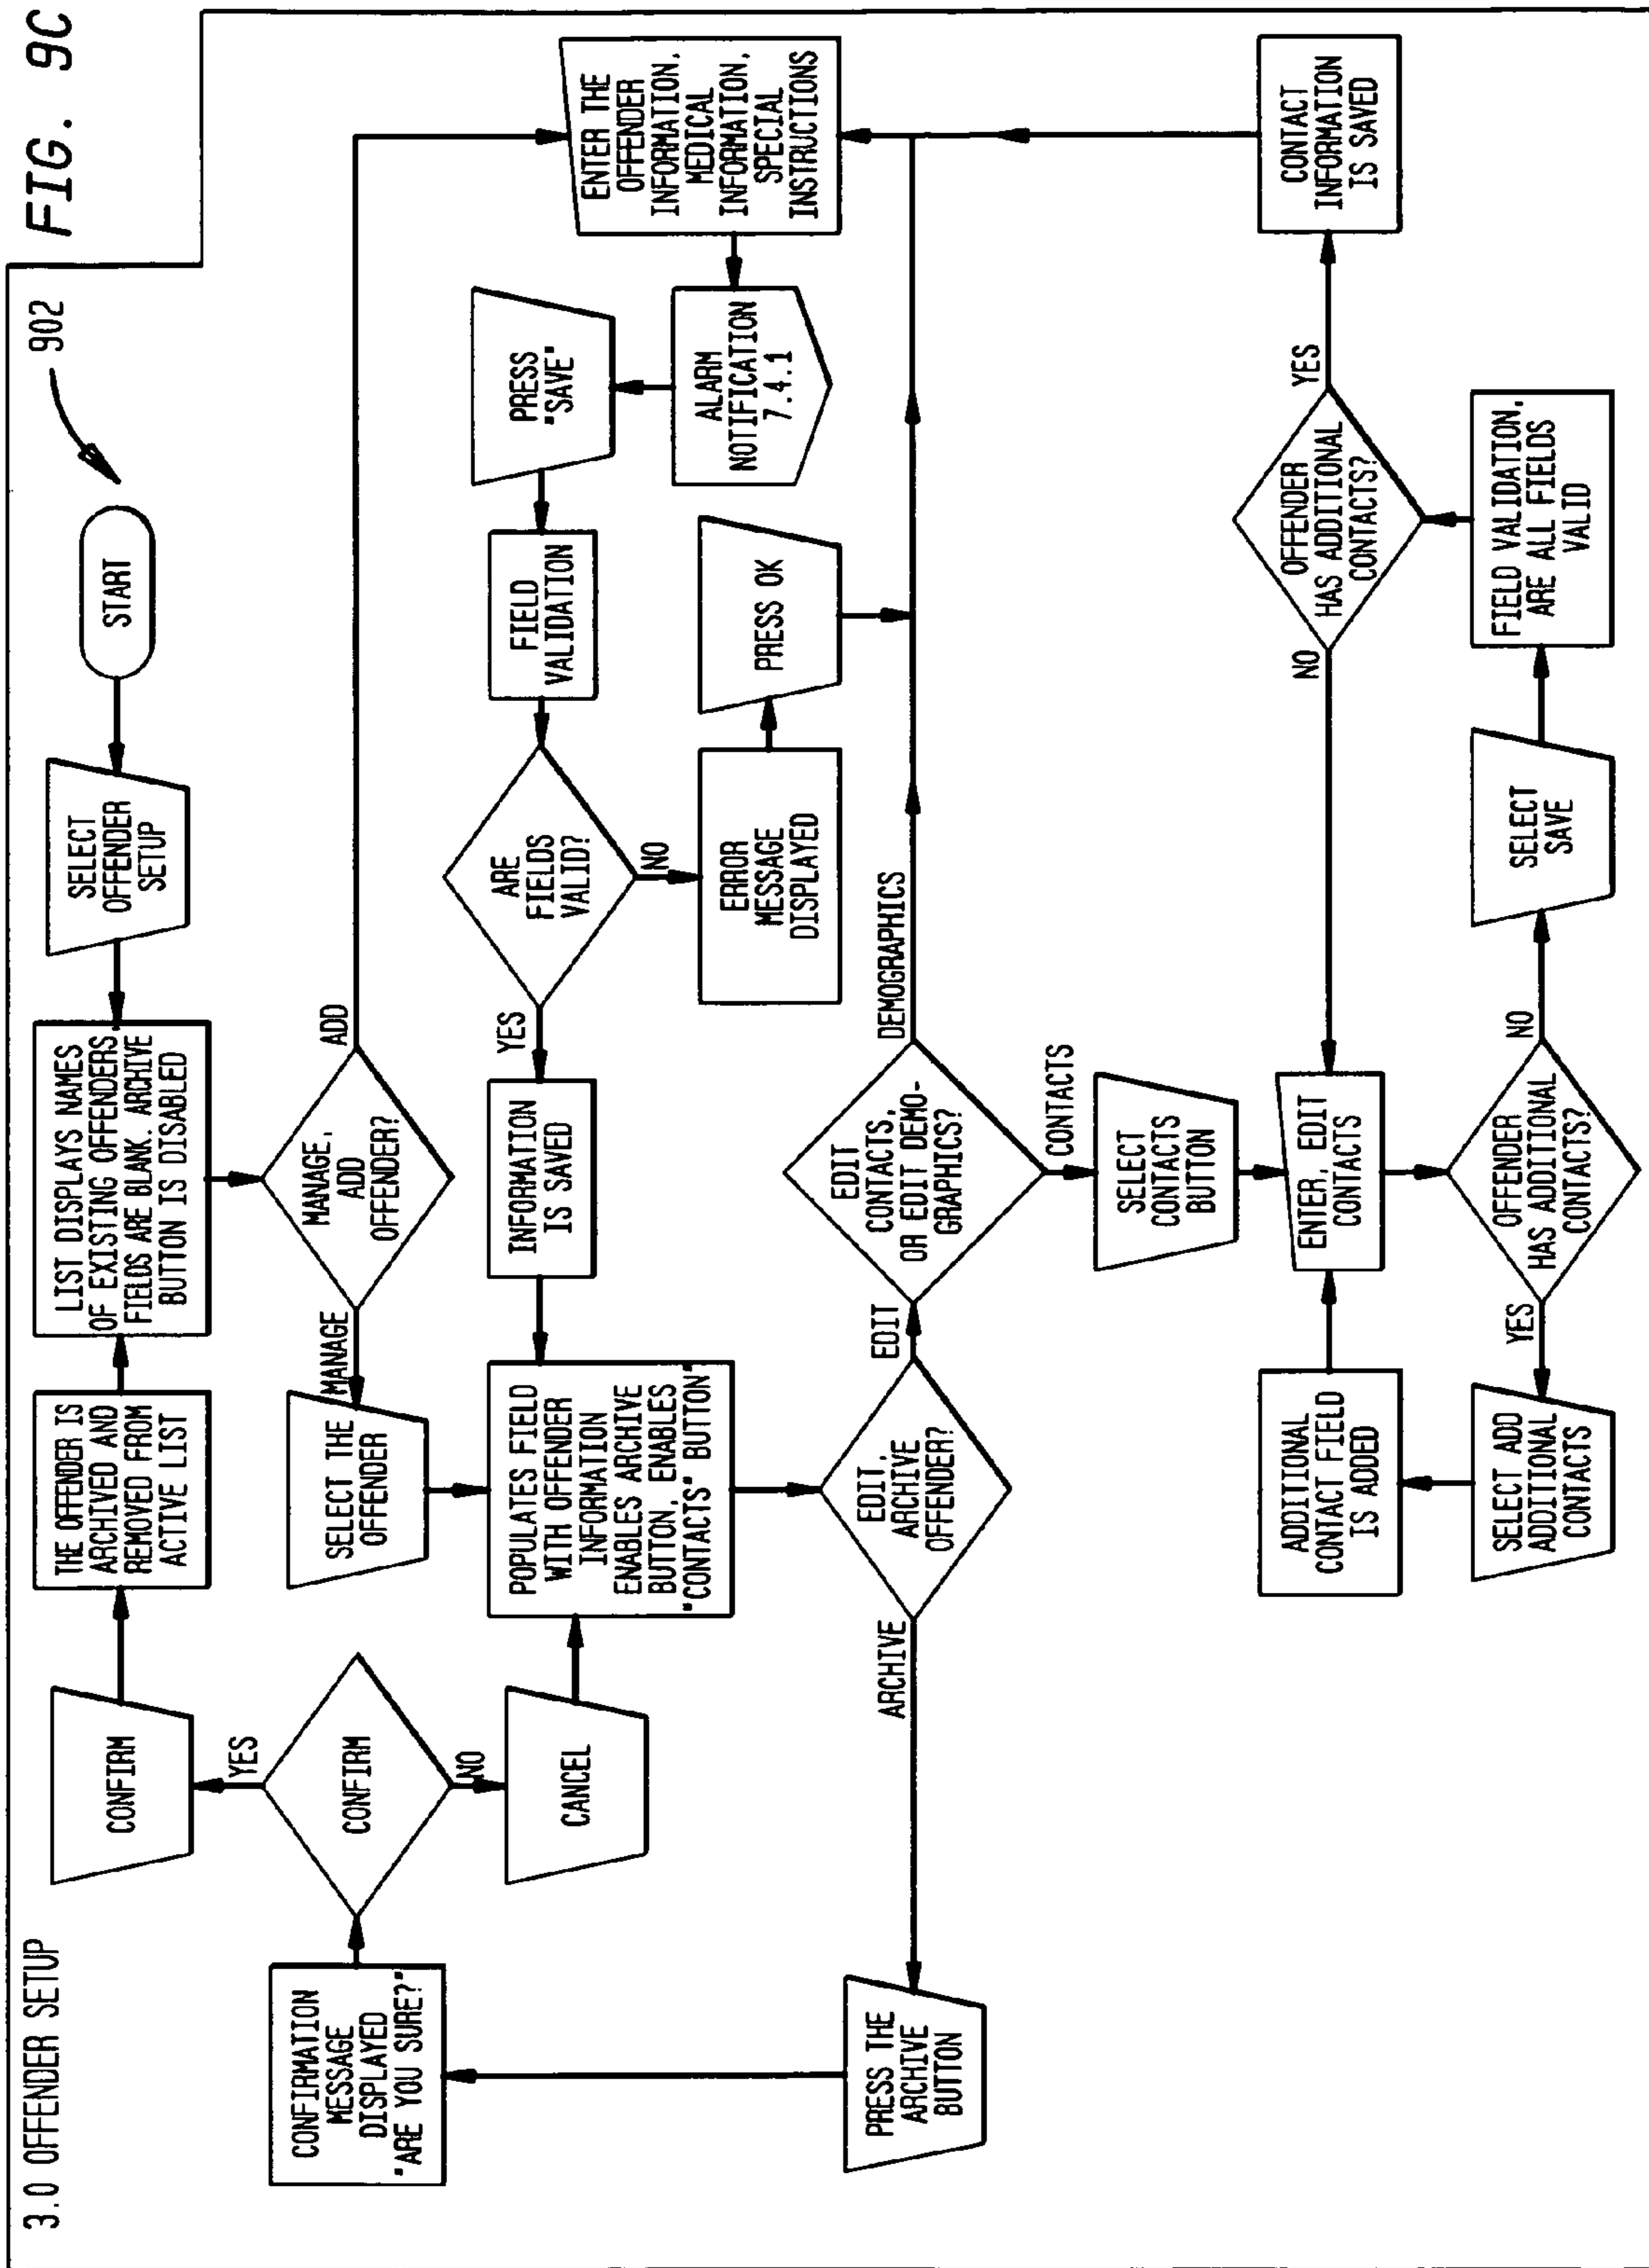 FIG. 9C
3.0 OFFENDER SETUP
902
START
SELECT
OFFENDER
SETUP
LIST DISPLAYS NAMES
OF EXISTING OFFENDERS
FIELDS ARE BLANK. ARCHIVE
BUTTON IS DISABLED
THE OFFENDER IS
ARCHIVED AND
REMOVED FROM
ACTIVE LIST
CONFIRM
YES
CONFIRM
NO
CANCEL
CONFIRMATION
MESSAGE
DISPLAYED
"ARE YOU SURE?"
MANAGE,
ADD
OFFENDER?
ADD
MANAGE
SELECT THE
OFFENDER
ENTER THE
OFFENDER
INFORMATION,
MEDICAL
INFORMATION,
SPECIAL
INSTRUCTIONS
ALARM
NOTIFICATION
7.4.1
PRESS
"SAVE"
FIELD
VALIDATION
ARE
FIELDS
VALID?
YES
NO
ERROR
MESSAGE
DISPLAYED
PRESS OK
INFORMATION
IS SAVED
POPULATES FIELD
WITH OFFENDER
INFORMATION
ENABLES ARCHIVE
BUTTON, ENABLES
"CONTACTS" BUTTON"
EDIT,
ARCHIVE
OFFENDER?
ARCHIVE
EDIT
PRESS THE
ARCHIVE
BUTTON
EDIT
CONTACTS,
OR EDIT DEMO-
GRAPHICS?
DEMOGRAPHICS
CONTACTS
SELECT
CONTACTS
BUTTON
ENTER, EDIT
CONTACTS
OFFENDER
HAS ADDITIONAL
CONTACTS?
YES
NO
SELECT ADD
ADDITIONAL
CONTACTS
ADDITIONAL
CONTACT FIELD
IS ADDED
SELECT
SAVE
FIELD VALIDATION,
ARE ALL FIELDS
VALID
OFFENDER
HAS ADDITIONAL
CONTACTS?
NO
YES
CONTACT
INFORMATION
IS SAVED